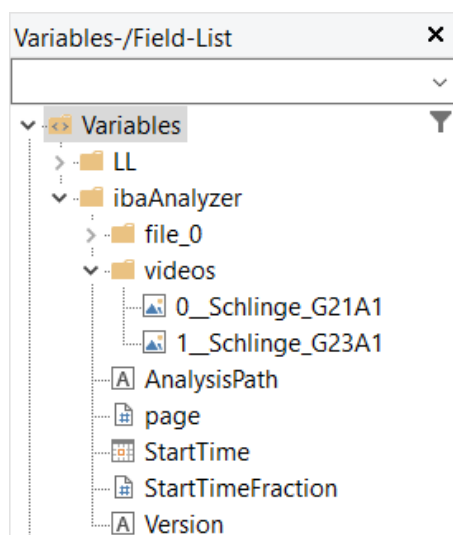 Variables-/Field-List
Variables
LL
ibaAnalyzer
file_0
videos
0__Schlinge_G21A1
1__Schlinge_G23A1
AnalysisPath
page
StartTime
StartTimeFraction
Version